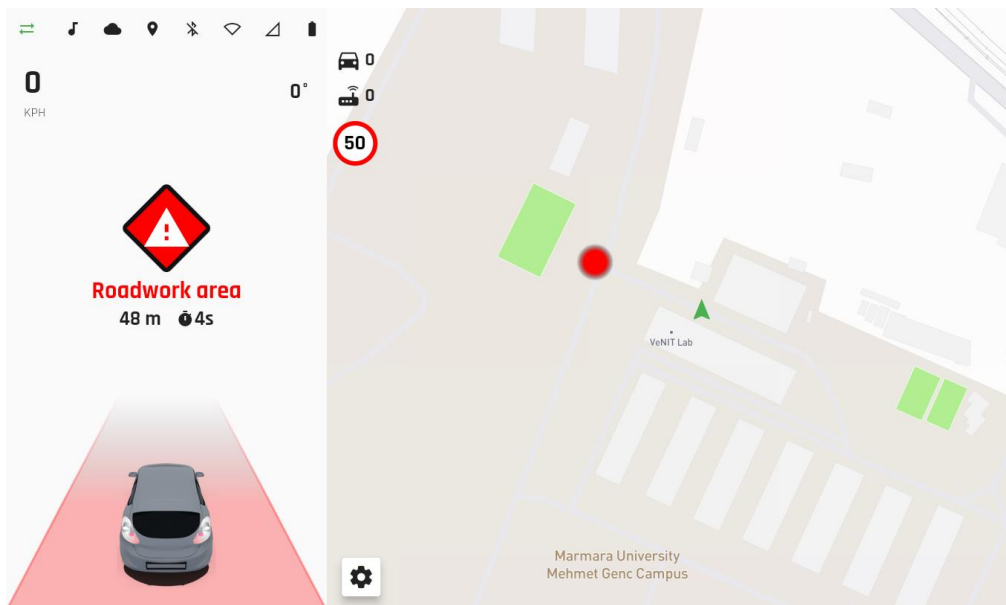 0
KPH
0°
Roadwork area
48 m 4s
0
0
50
VeNIT Lab
Marmara University
Mehmet Genc Campus